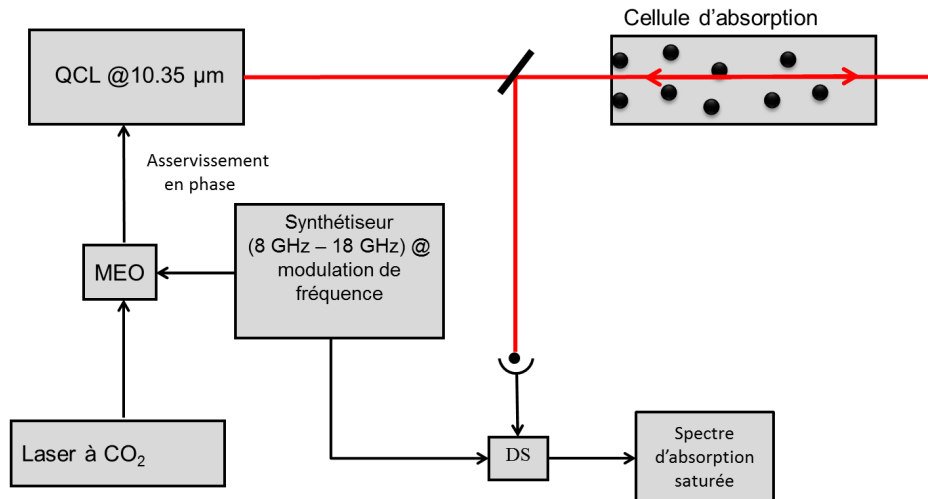 Cellule d'absorption
QCL @10.35 µm
Asservissement
en phase
Synthétiseur
(8 GHz – 18 GHz) @
modulation de
fréquence
MEO
Laser à CO₂
DS
Spectre
d'absorption
saturée